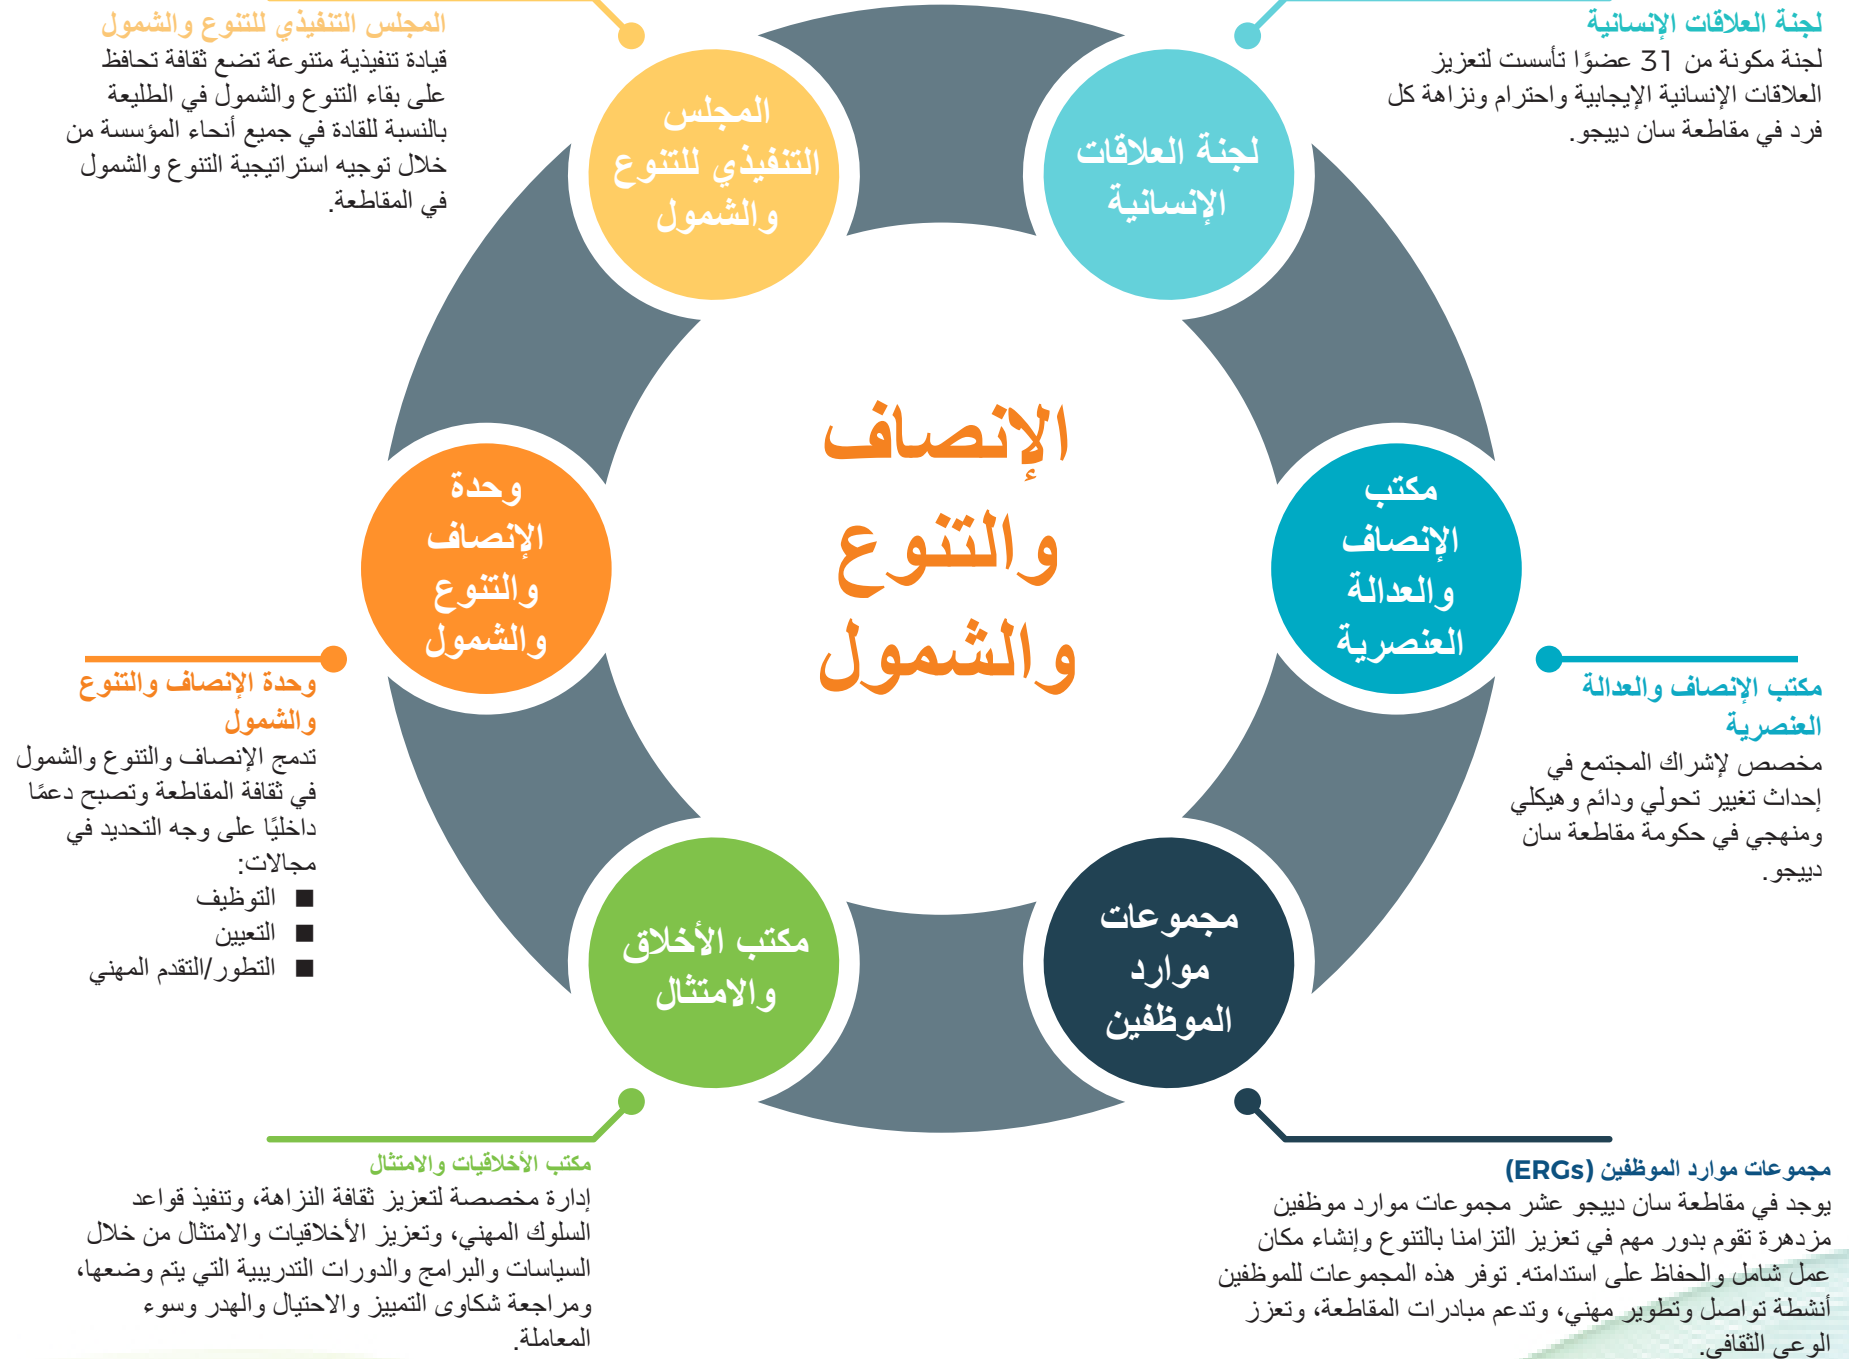 لجنة العلاقات الإنسانية
لجنة مكونة من 31 عضوًا تأسست لتعزيز
العلاقات الإنسانية الإيجابية واحترام ونزاهة كل
فرد في مقاطعة سان دييجو.
المجلس التنفيذي للتنوع والشمول
قيادة تنفيذية متنوعة تضع ثقافة تحافظ
على بقاء التنوع والشمول في الطليعة
بالنسبة للقادة في جميع أنحاء المؤسسة من
خلال توجيه استراتيجية التنوع والشمول
في المقاطعة.
لجنة العلاقات
الإنسانية
المجلس
التنفيذي للتنوع
والشمول
الإنصاف
والتنوع
والشمول
مكتب
الإنصاف
والعدالة
العنصرية
وحدة
الإنصاف
والتنوع
والشمول
مكتب الإنصاف والعدالة
العنصرية
مخصص لإشراك المجتمع في
إحداث تغيير تحولي ودائم وهيكلي
ومنهجي في حكومة مقاطعة سان
دييجو.
وحدة الإنصاف والتنوع
والشمول
تدمج الإنصاف والتنوع والشمول
في ثقافة المقاطعة وتصبح دعمًا
داخليًا على وجه التحديد في
مجالات:
■ التوظيف
■ التعيين
■ التطور/التقدم المهني
مجموعات
موارد
الموظفين
مكتب الأخلاق
والامتثال
مجموعات موارد الموظفين (ERGs)
يوجد في مقاطعة سان دييجو عشر مجموعات موارد موظفين
مزدهرة تقوم بدور مهم في تعزيز التزامنا بالتنوع وإنشاء مكان
عمل شامل والحفاظ على استدامته. توفر هذه المجموعات للموظفين
أنشطة تواصل وتطوير مهني، وتدعم مبادرات المقاطعة، وتعزز
الوعي الثقافي.
مكتب الأخلاقيات والامتثال
إدارة مخصصة لتعزيز ثقافة النزاهة، وتنفيذ قواعد
السلوك المهني، وتعزيز الأخلاقيات والامتثال من خلال
السياسات والبرامج والدورات التدريبية التي يتم وضعها،
ومراجعة شكاوى التمييز والاحتيال والهدر وسوء
المعاملة.